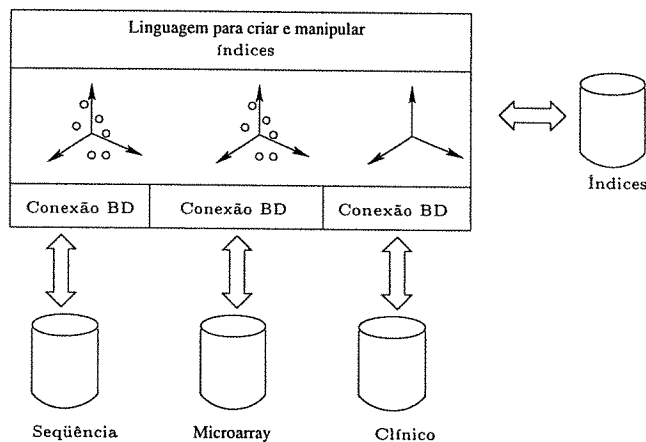 Linguagem para criar e manipular
índices
Conexão BD
Conexão BD
Conexão BD
Índices
Seqüência
Microarray
Clínico